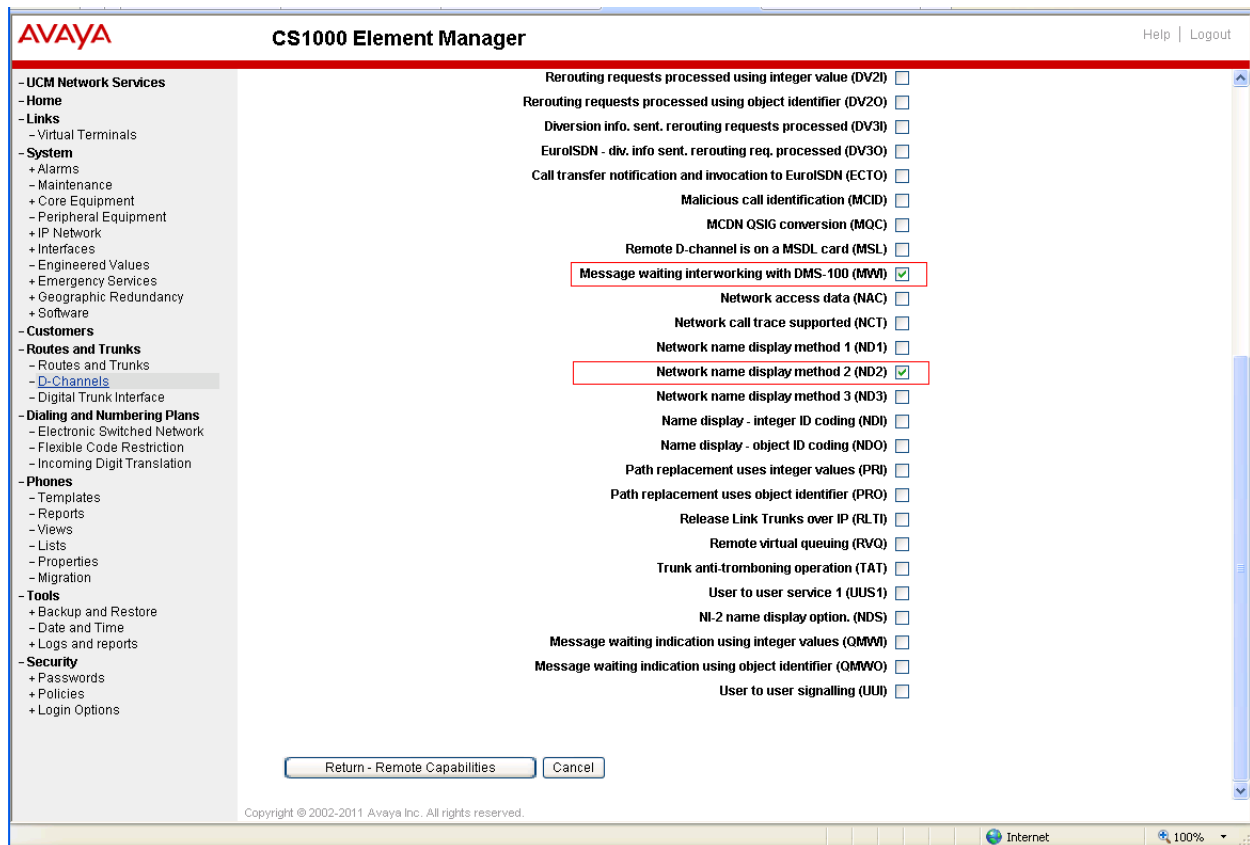 AVAYA
CS1000 Element Manager
Help | Logout
- UCM Network Services
- Home
- Links
- Virtual Terminals
- System
+ Alarms
- Maintenance
+ Core Equipment
- Peripheral Equipment
+ IP Network
+ Interfaces
- Engineered Values
+ Emergency Services
+ Geographic Redundancy
+ Software
- Customers
- Routes and Trunks
- Routes and Trunks
- D-Channels
- Digital Trunk Interface
- Dialing and Numbering Plans
- Electronic Switched Network
- Flexible Code Restriction
- Incoming Digit Translation
- Phones
- Templates
- Reports
- Views
- Lists
- Properties
- Migration
- Tools
+ Backup and Restore
- Date and Time
+ Logs and reports
- Security
+ Passwords
+ Policies
+ Login Options
Rerouting requests processed using integer value (DV2I)
Rerouting requests processed using object identifier (DV2O)
Diversion info. sent. rerouting requests processed (DV3I)
EuroISDN - div. info sent. rerouting req. processed (DV3O)
Call transfer notification and invocation to EuroISDN (ECTO)
Malicious call identification (MCID)
MCDN QSIG conversion (MQC)
Remote D-channel is on a MSDL card (MSL)
Message waiting interworking with DMS-100 (MWI)
Network access data (NAC)
Network call trace supported (NCT)
Network name display method 1 (ND1)
Network name display method 2 (ND2)
Network name display method 3 (ND3)
Name display - integer ID coding (NDI)
Name display - object ID coding (NDO)
Path replacement uses integer values (PRI)
Path replacement uses object identifier (PRO)
Release Link Trunks over IP (RLTI)
Remote virtual queuing (RVQ)
Trunk anti-tromboning operation (TAT)
User to user service 1 (UUS1)
NI-2 name display option. (NDS)
Message waiting indication using integer values (QMWI)
Message waiting indication using object identifier (QMWO)
User to user signalling (UUI)
Return - Remote Capabilities
Cancel
Copyright © 2002-2011 Avaya Inc. All rights reserved.
Internet
100%